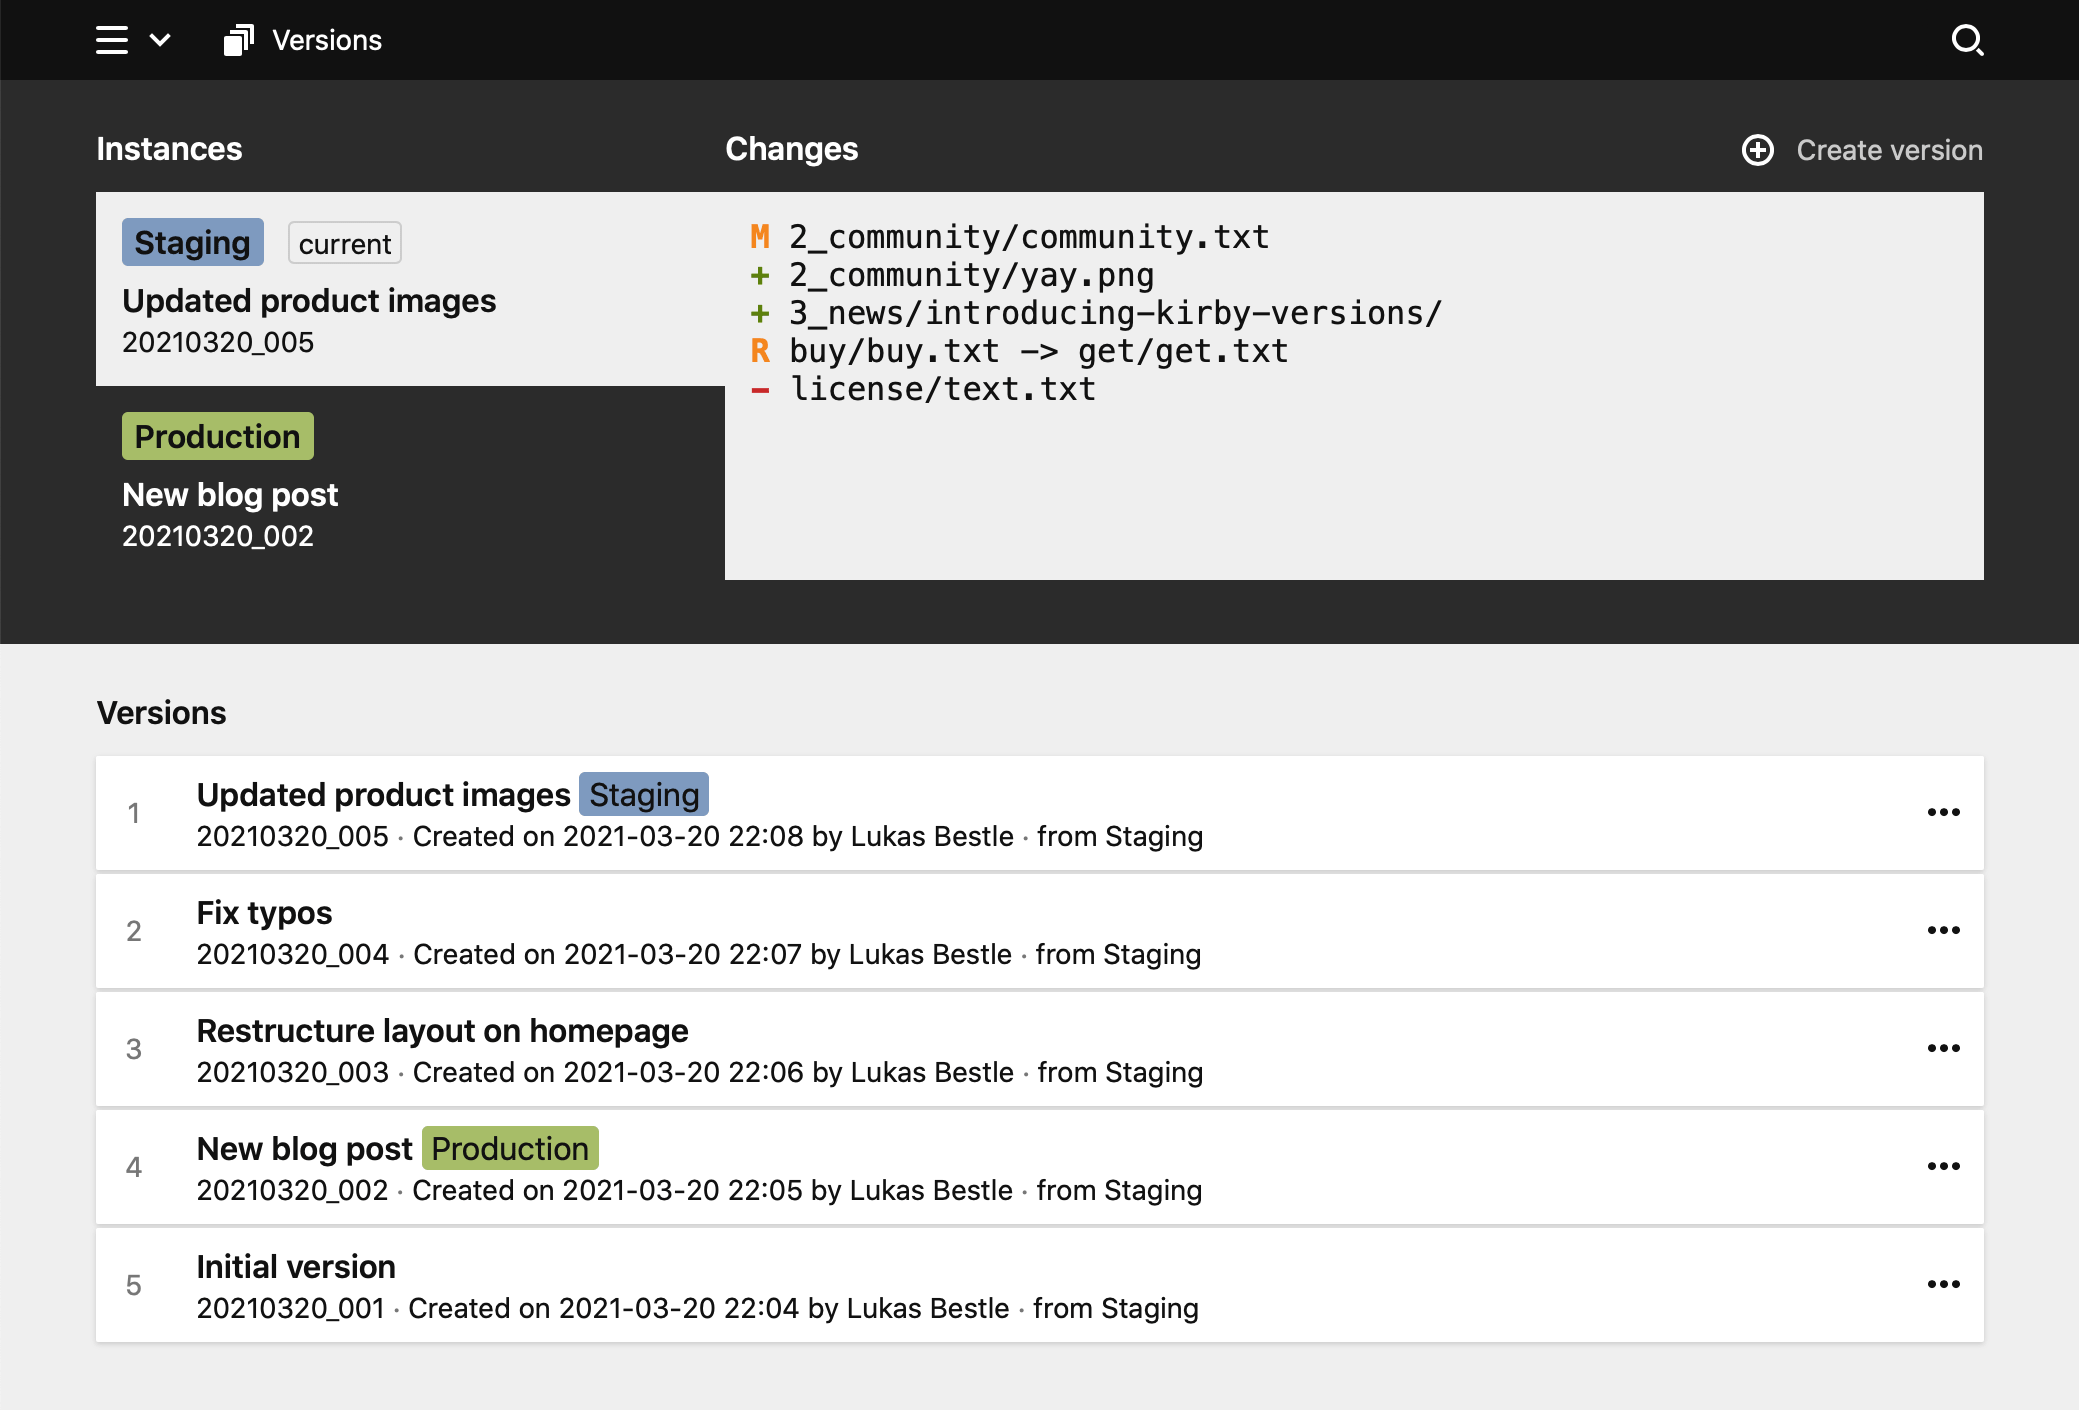 Versions
Instances
Staging current
Updated product images
20210320_005
Production
New blog post
20210320_002
Changes
Create version
M 2_community/community.txt
+ 2_community/yay.png
+ 3_news/introducing-kirby-versions/
R buy/buy.txt -> get/get.txt
- license/text.txt
Versions
1
Updated product images Staging
20210320_005 · Created on 2021-03-20 22:08 by Lukas Bestle · from Staging
2
Fix typos
20210320_004 · Created on 2021-03-20 22:07 by Lukas Bestle · from Staging
3
Restructure layout on homepage
20210320_003 · Created on 2021-03-20 22:06 by Lukas Bestle · from Staging
4
New blog post Production
20210320_002 · Created on 2021-03-20 22:05 by Lukas Bestle · from Staging
5
Initial version
20210320_001 · Created on 2021-03-20 22:04 by Lukas Bestle · from Staging